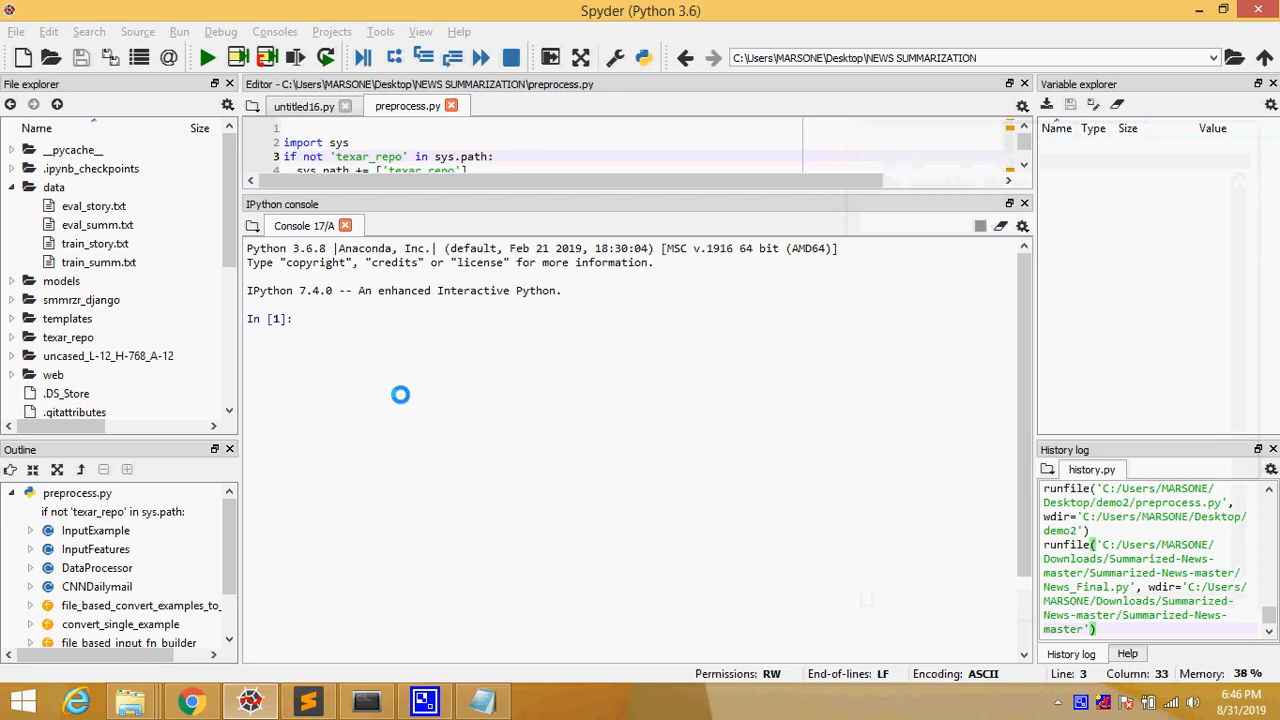 Spyder (Python 3.6)
File Edit Search Source Run Debug Consoles Projects Tools View Help
C:\Users\MARSONE\Desktop\NEWS SUMMARIZATION
File explorer
Name Size
__pycache__
.ipynb_checkpoints
data
eval_story.txt
eval_summ.txt
train_story.txt
train_summ.txt
models
smmrzr_django
templates
texar_repo
uncased_L-12_H-768_A-12
web
.DS_Store
.gitattributes
Outline
preprocess.py
if not 'texar_repo' in sys.path:
InputExample
InputFeatures
DataProcessor
CNNDailymail
file_based_convert_examples_to_
convert_single_example
file_based_input_fn_builder
Editor - C:\Users\MARSONE\Desktop\NEWS SUMMARIZATION\preprocess.py
untitled16.py preprocess.py
1
2 import sys
3 if not 'texar_repo' in sys.path:
4 sys.path += ['texar_repo']
IPython console
Console 17/A
Python 3.6.8 |Anaconda, Inc.| (default, Feb 21 2019, 18:30:04) [MSC v.1916 64 bit (AMD64)]
Type "copyright", "credits" or "license" for more information.
IPython 7.4.0 -- An enhanced Interactive Python.
In [1]:
Variable explorer
Name Type Size Value
History log
history.py
runfile('C:/Users/MARSONE/
Desktop/demo2/preprocess.py',
wdir='C:/Users/MARSONE/Desktop/
demo2')
runfile('C:/Users/MARSONE/
Downloads/Summarized-News-
master/Summarized-News-master/
News_Final.py', wdir='C:/Users/
MARSONE/Downloads/Summarized-
News-master/Summarized-News-
master')
History log Help
Permissions: RW End-of-lines: LF Encoding: ASCII Line: 3 Column: 33 Memory: 38 %
6:46 PM
8/31/2019